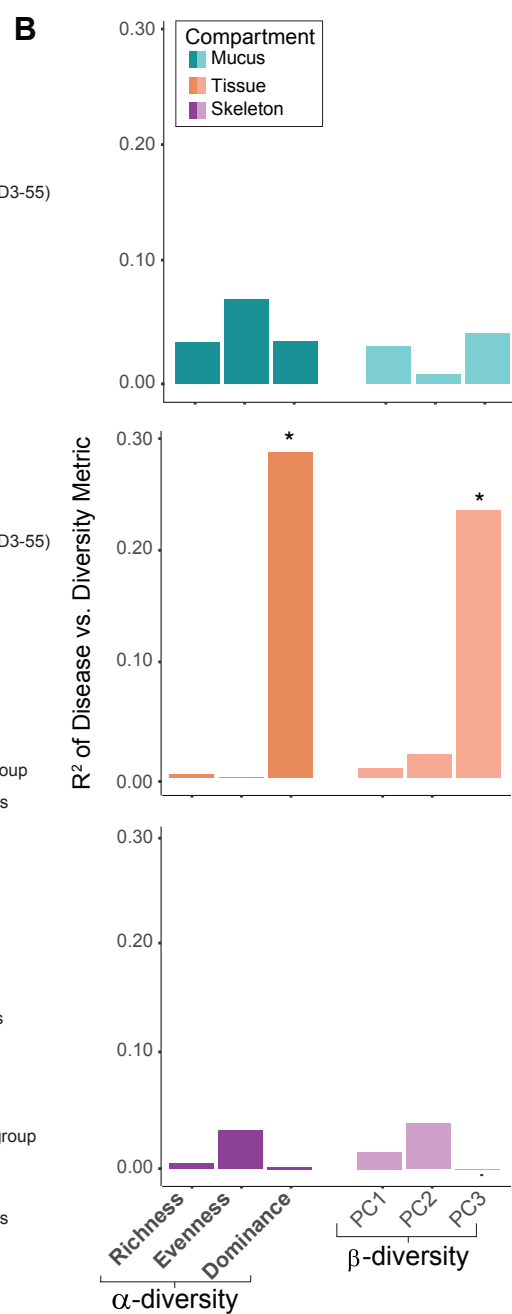 B
0.30
Compartment
Mucus
Tissue
Skeleton
0.20
D3-55)
0.10
0.00
0.30
*
*
D3-55)
0.20
R² of Disease vs. Diversity Metric
0.10
oup
0.00
s
0.30
0.20
s
0.10
group
0.00
s
Richness
Evenness
Dominance
PC1
PC2
PC3
α-diversity
β-diversity